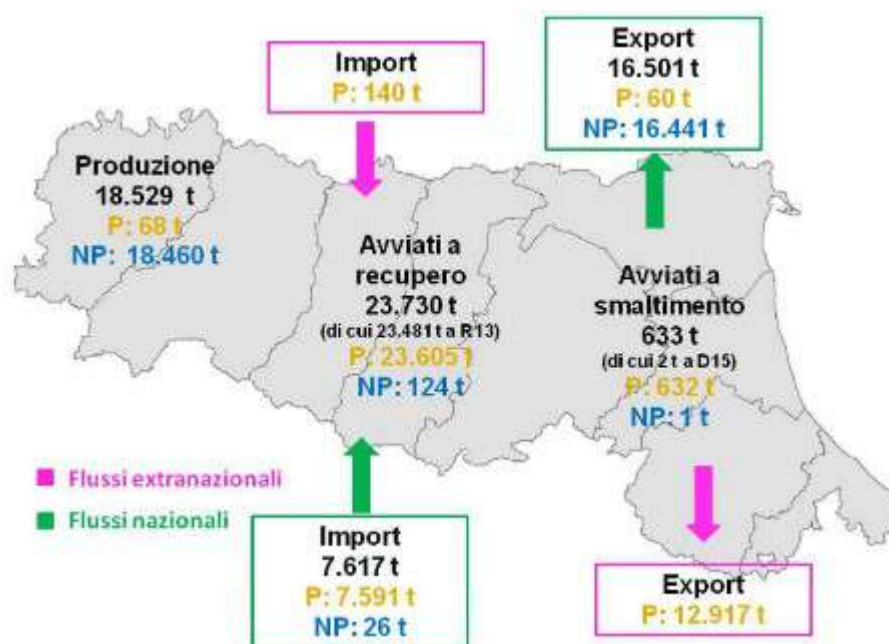 Import
P: 140 t
Export
16.501 t
P: 60 t
NP: 16.441 t
Produzione
18.529 t
P: 68 t
NP: 18.460 t
Avviati a
recupero
23.730 t
(di cui 23.481 t a R13)
P: 23.605 t
NP: 124 t
Avviati a
smaltimento
633 t
(di cui 2 t a D15)
P: 632 t
NP: 1 t
Flussi extranazionali
Flussi nazionali
Import
7.617 t
P: 7.591 t
NP: 26 t
Export
P: 12.917 t